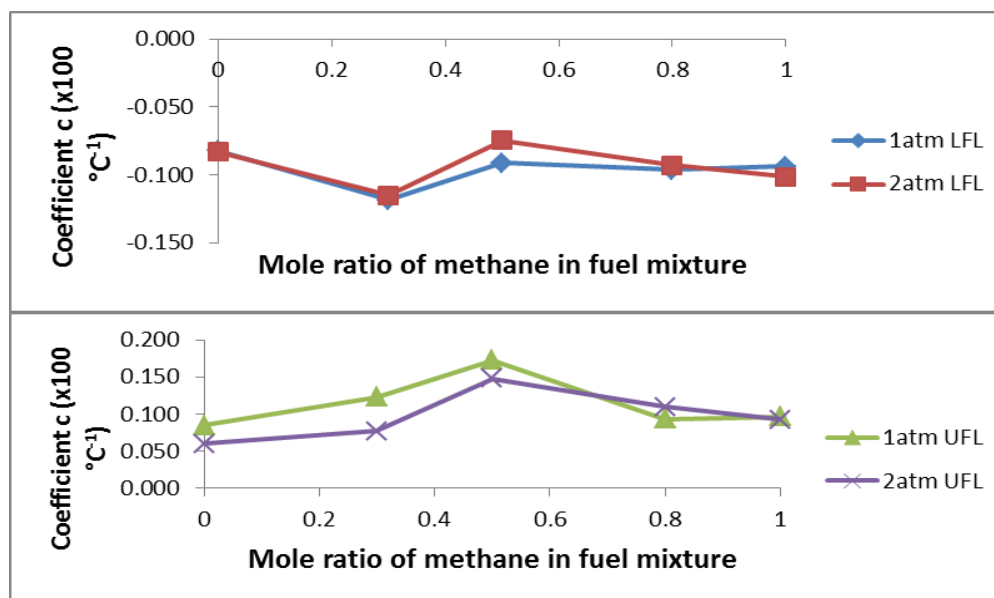 0.000
-0.050
-0.100
-0.150
0 0.2 0.4 0.6 0.8 1
Coefficient c (x100
°C-1)
Mole ratio of methane in fuel mixture
1atm LFL
2atm LFL
0.200
0.150
0.100
0.050
0.000
0 0.2 0.4 0.6 0.8 1
Coefficient c (x100
°C-1)
Mole ratio of methane in fuel mixture
1atm UFL
2atm UFL